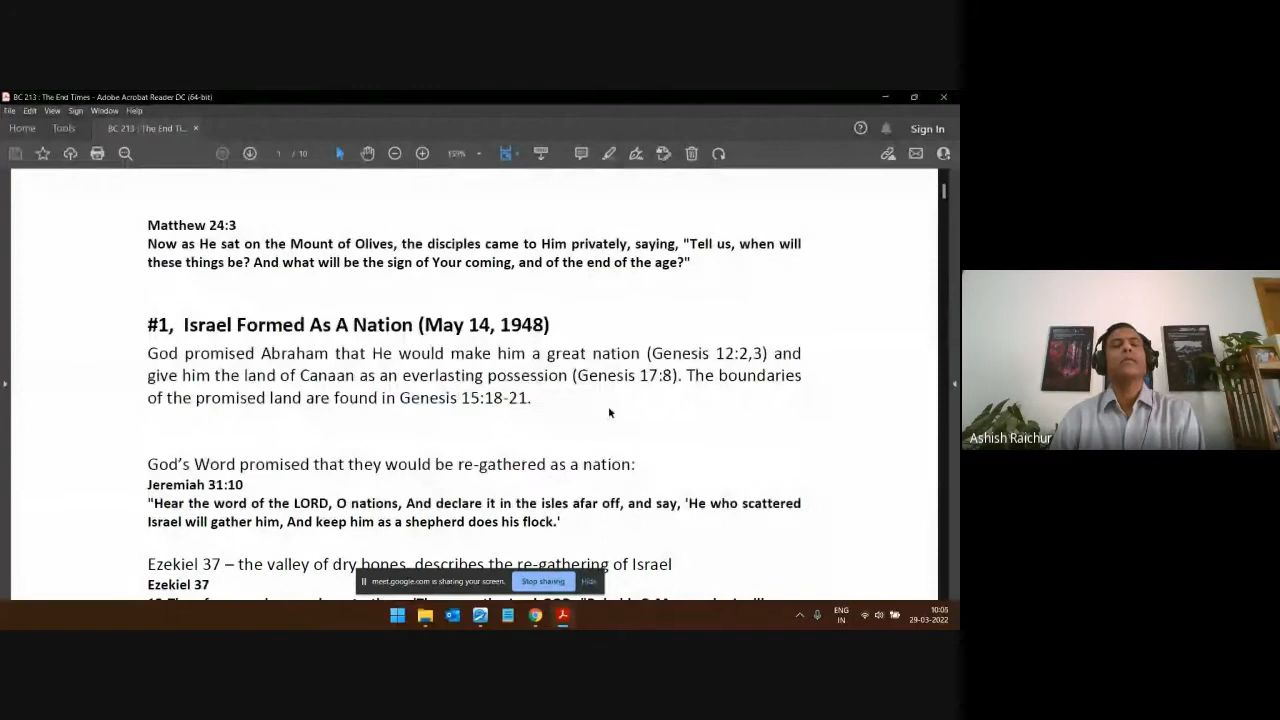 BC 213 : The End Times - Adobe Acrobat Reader DC (64-bit)
File Edit View Sign Window Help
Home Tools BC 213 : The End Ti... × Sign In
1 / 10 159%
Matthew 24:3
Now as He sat on the Mount of Olives, the disciples came to Him privately, saying, "Tell us, when will
these things be? And what will be the sign of Your coming, and of the end of the age?"
#1, Israel Formed As A Nation (May 14, 1948)
God promised Abraham that He would make him a great nation (Genesis 12:2,3) and
give him the land of Canaan as an everlasting possession (Genesis 17:8). The boundaries
of the promised land are found in Genesis 15:18-21.
God's Word promised that they would be re-gathered as a nation:
Jeremiah 31:10
"Hear the word of the LORD, O nations, And declare it in the isles afar off, and say, 'He who scattered
Israel will gather him, And keep him as a shepherd does his flock.'
Ezekiel 37 – the valley of dry bones, describes the re-gathering of Israel
Ezekiel 37
meet.google.com is sharing your screen. Stop sharing Hide
ENG
IN
10:05
29-03-2022
Ashish Raichur